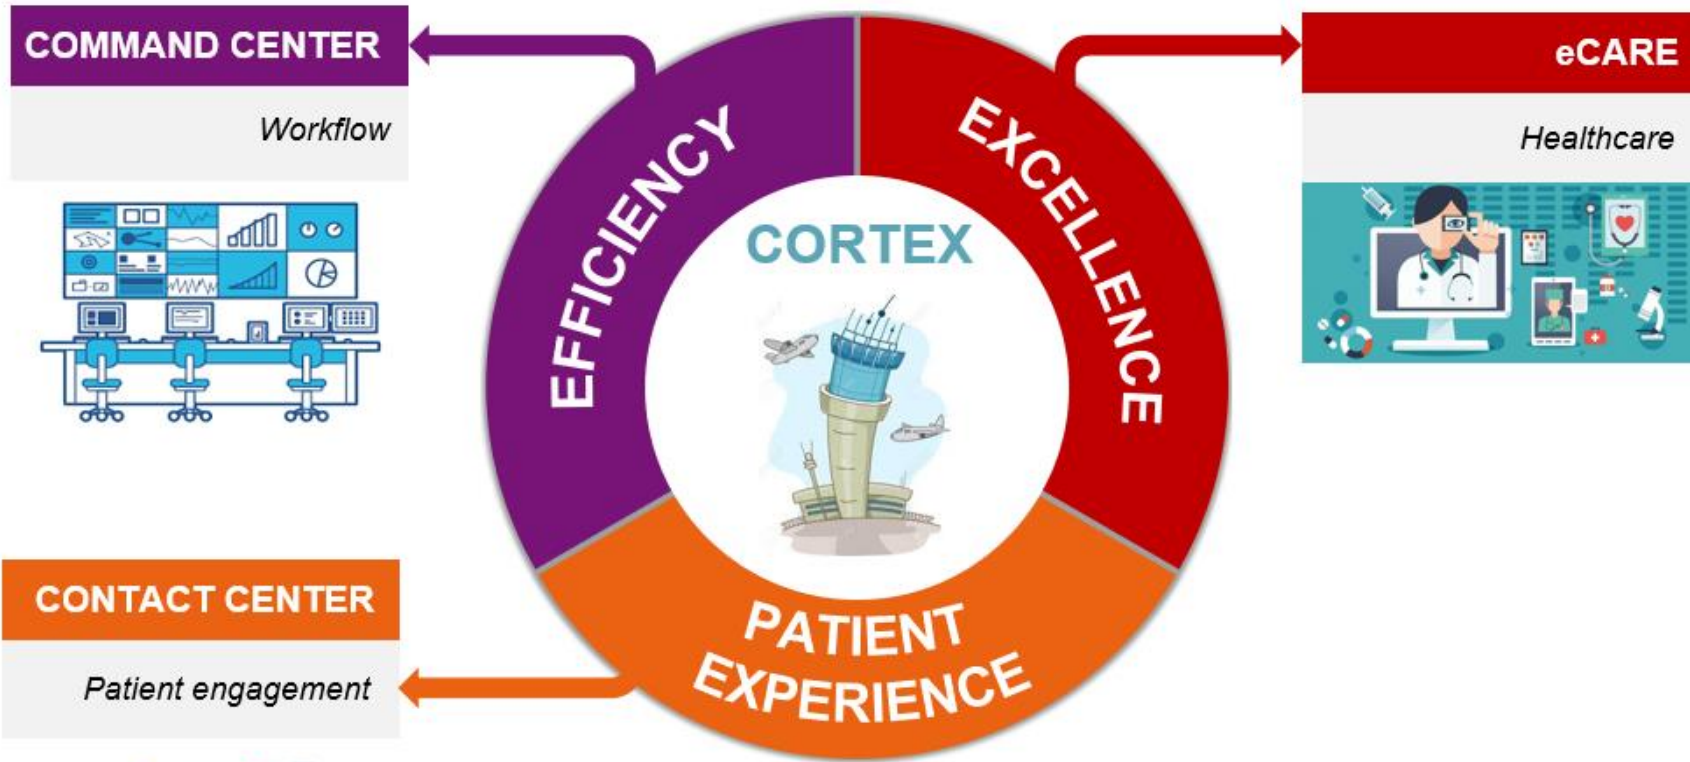 COMMAND CENTER
Workflow
eCARE
Healthcare
EFFICIENCY
EXCELLENCE
CORTEX
PATIENT
EXPERIENCE
CONTACT CENTER
Patient engagement